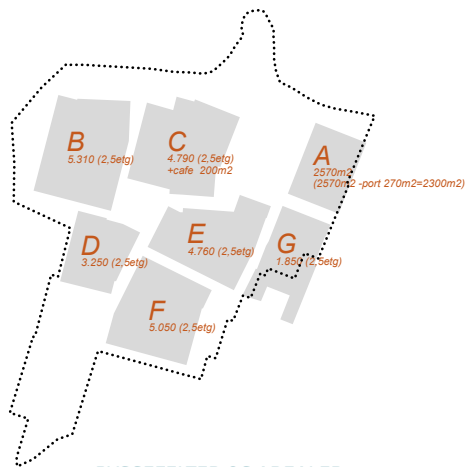 B
5.310 (2,5etg)
C
4.790 (2,5etg)
+cafe 200m2
A
2570m2
(2570m2 -port 270m2=2300m2)
D
3.250 (2,5etg)
E
4.760 (2,5etg)
G
1.850 (2,5etg)
F
5.050 (2,5etg)